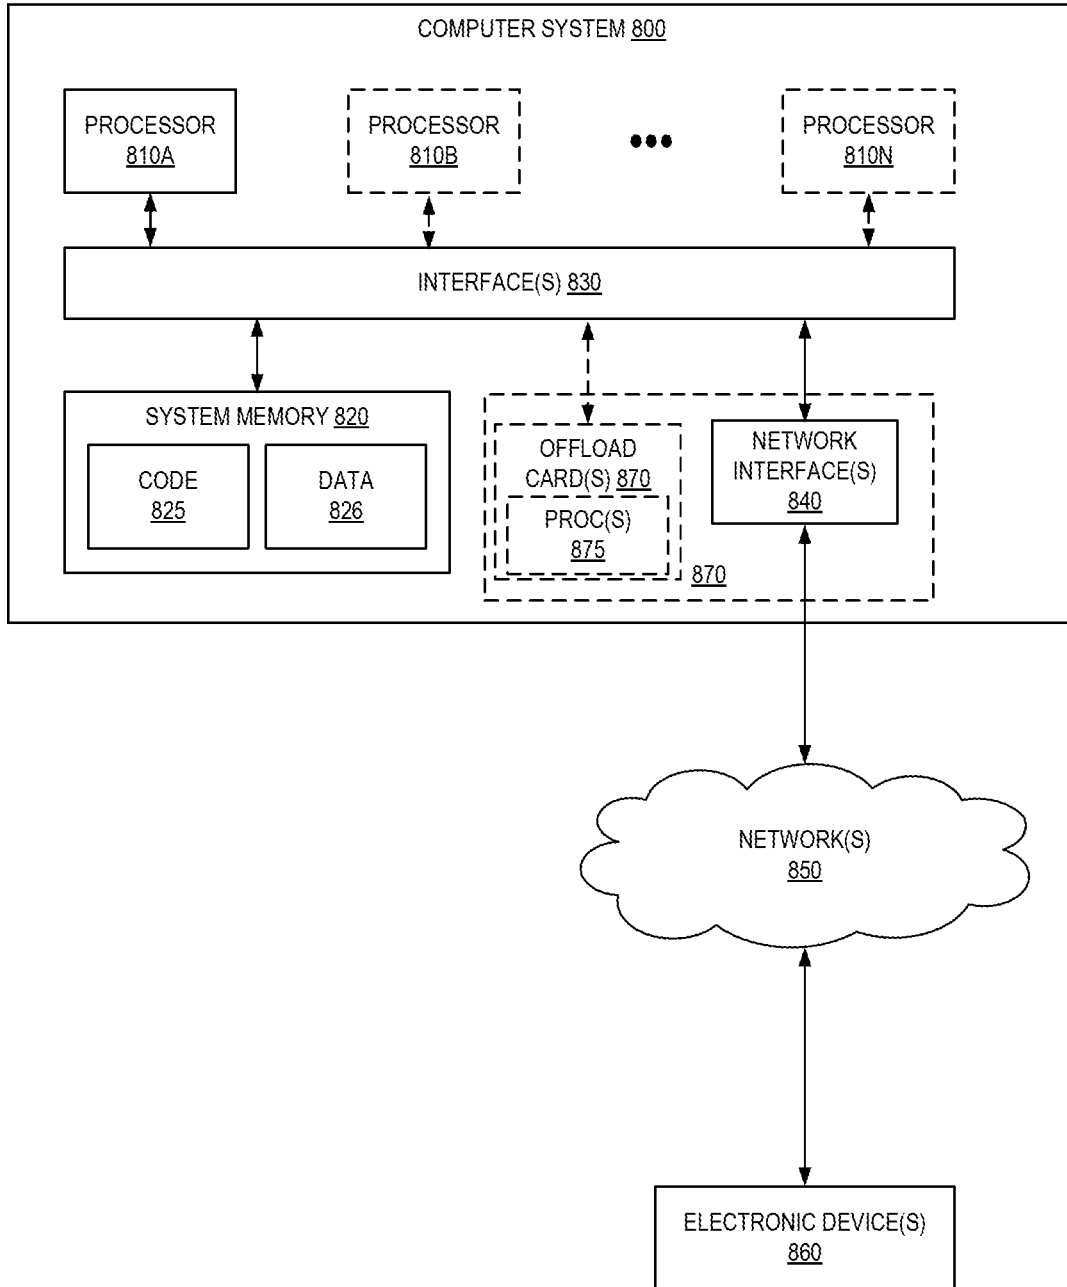 COMPUTER SYSTEM 800
PROCESSOR
810A
PROCESSOR
810B
PROCESSOR
810N
INTERFACE(S) 830
SYSTEM MEMORY 820
CODE
825
DATA
826
OFFLOAD
CARD(S) 870
PROC(S)
875
870
NETWORK
INTERFACE(S)
840
NETWORK(S)
850
ELECTRONIC DEVICE(S)
860